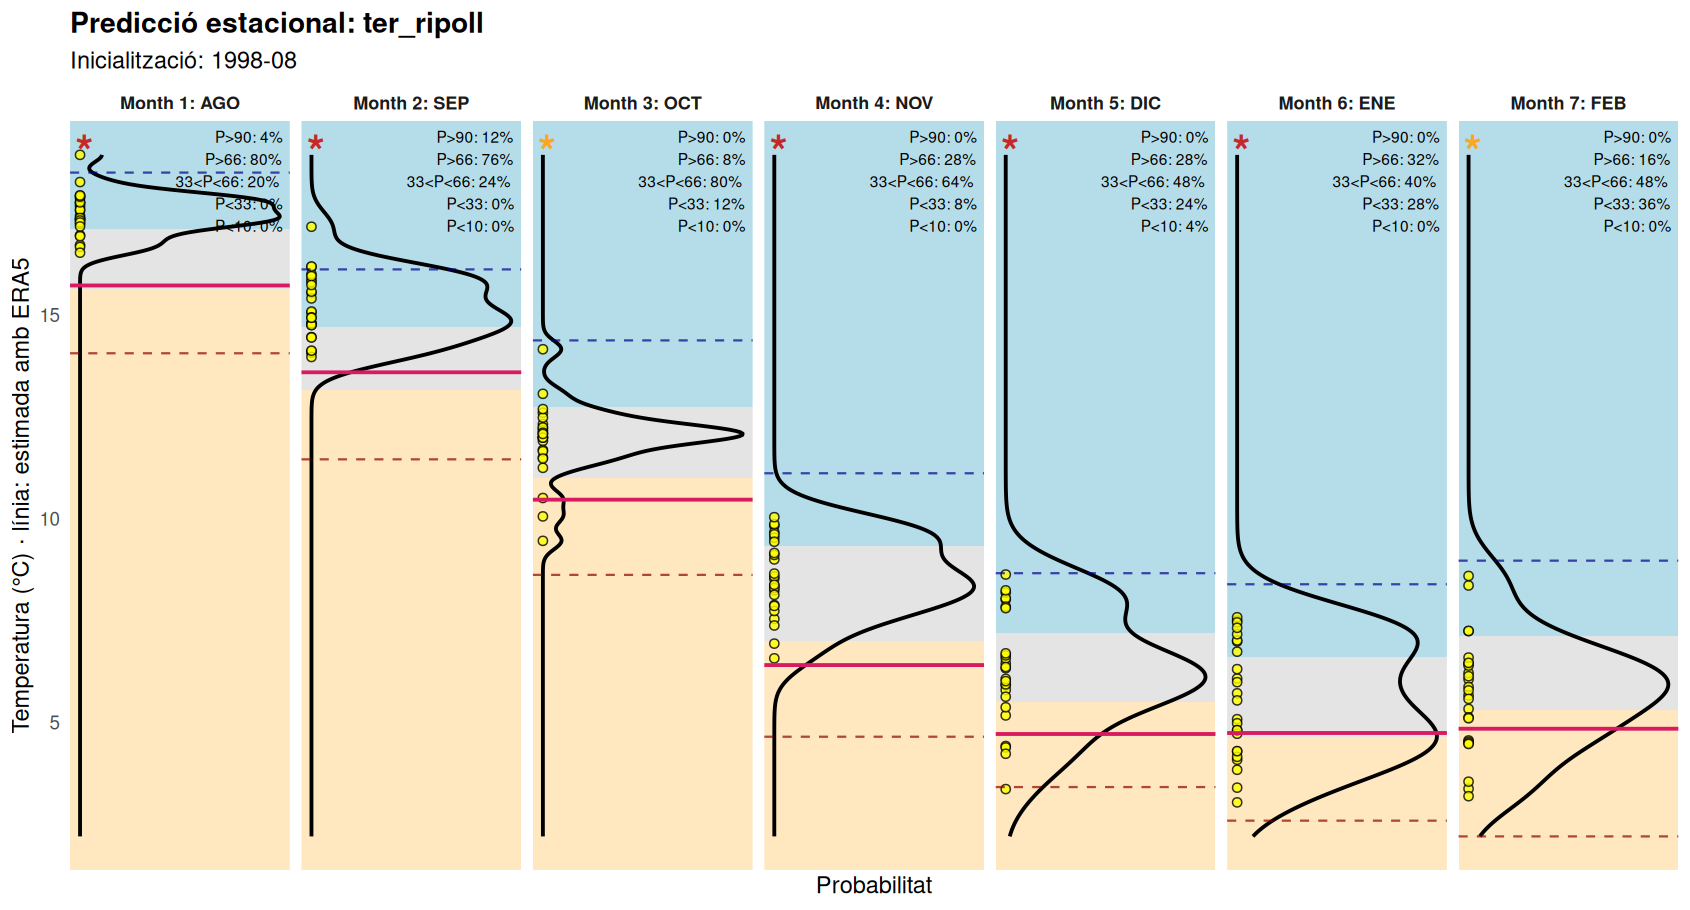 Predicció estacional: ter_ripoll
Inicialització: 1998-08
Month 1: AGO
Month 2: SEP
Month 3: OCT
Month 4: NOV
Month 5: DIC
Month 6: ENE
Month 7: FEB
P>90: 4%
P>66: 80%
33<P<66: 20%
P<33: 0%
P<10: 0%
P>90: 12%
P>66: 76%
33<P<66: 24%
P<33: 0%
P<10: 0%
P>90: 0%
P>66: 8%
33<P<66: 80%
P<33: 12%
P<10: 0%
P>90: 0%
P>66: 28%
33<P<66: 64%
P<33: 8%
P<10: 0%
P>90: 0%
P>66: 28%
33<P<66: 48%
P<33: 24%
P<10: 4%
P>90: 0%
P>66: 32%
33<P<66: 40%
P<33: 28%
P<10: 0%
P>90: 0%
P>66: 16%
33<P<66: 48%
P<33: 36%
P<10: 0%
Temperatura (°C) · línia: estimada amb ERA5
15
10
5
Probabilitat